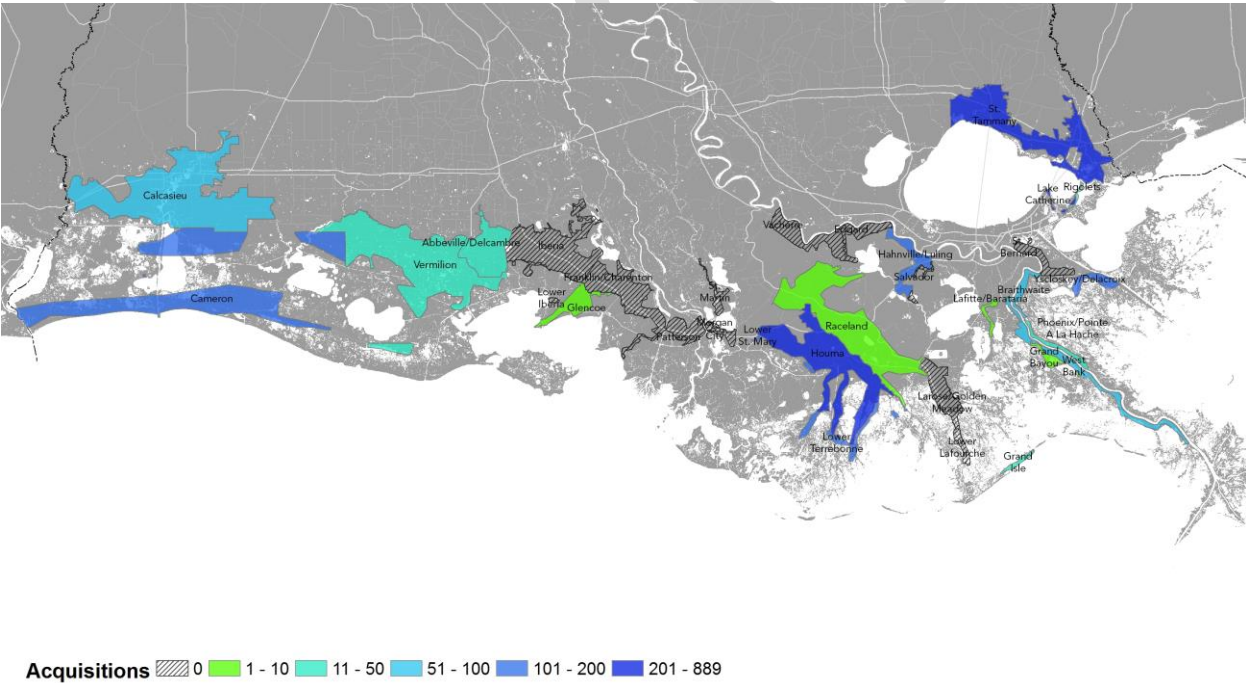 St.
Tammany
Calcasieu
Lake
Catherine
Rigolets
Vachere
Edgard
Abbeville/Delcambre
Iberia
Bernard
Hahnville/Luling
Vermilion
Franklin/Charenton
Salvador
Yscloskey/Delacroix
Braithwaite
Lower
Iberia
Glencoe
Martin
Lafitte/Barataria
Cameron
Raceland
Phoenix/Pointe
A La Hache
Morgan
City
Patterson
Lower
St. Mary
Houma
Grand
Bayou
West
Bank
Larose/Golden
Meadow
Lower
Terrebonne
Lower
Lafourche
Grand
Isle
Acquisitions 0 1 - 10 11 - 50 51 - 100 101 - 200 201 - 889